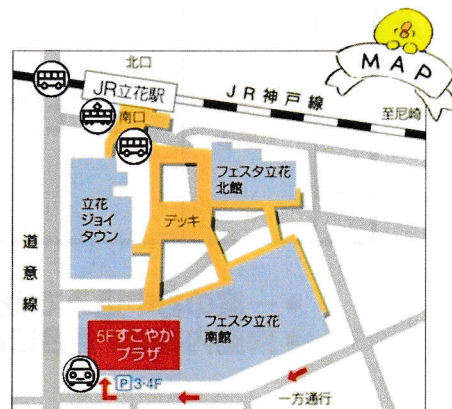 MAP
北口
JR立花駅
JR神戸線
至尼崎
南口
フェスタ立花
北館
立花
ジョイ
タウン
デッキ
道意線
フェスタ立花
南館
5Fすこやか
プラザ
P3・4F
一方通行